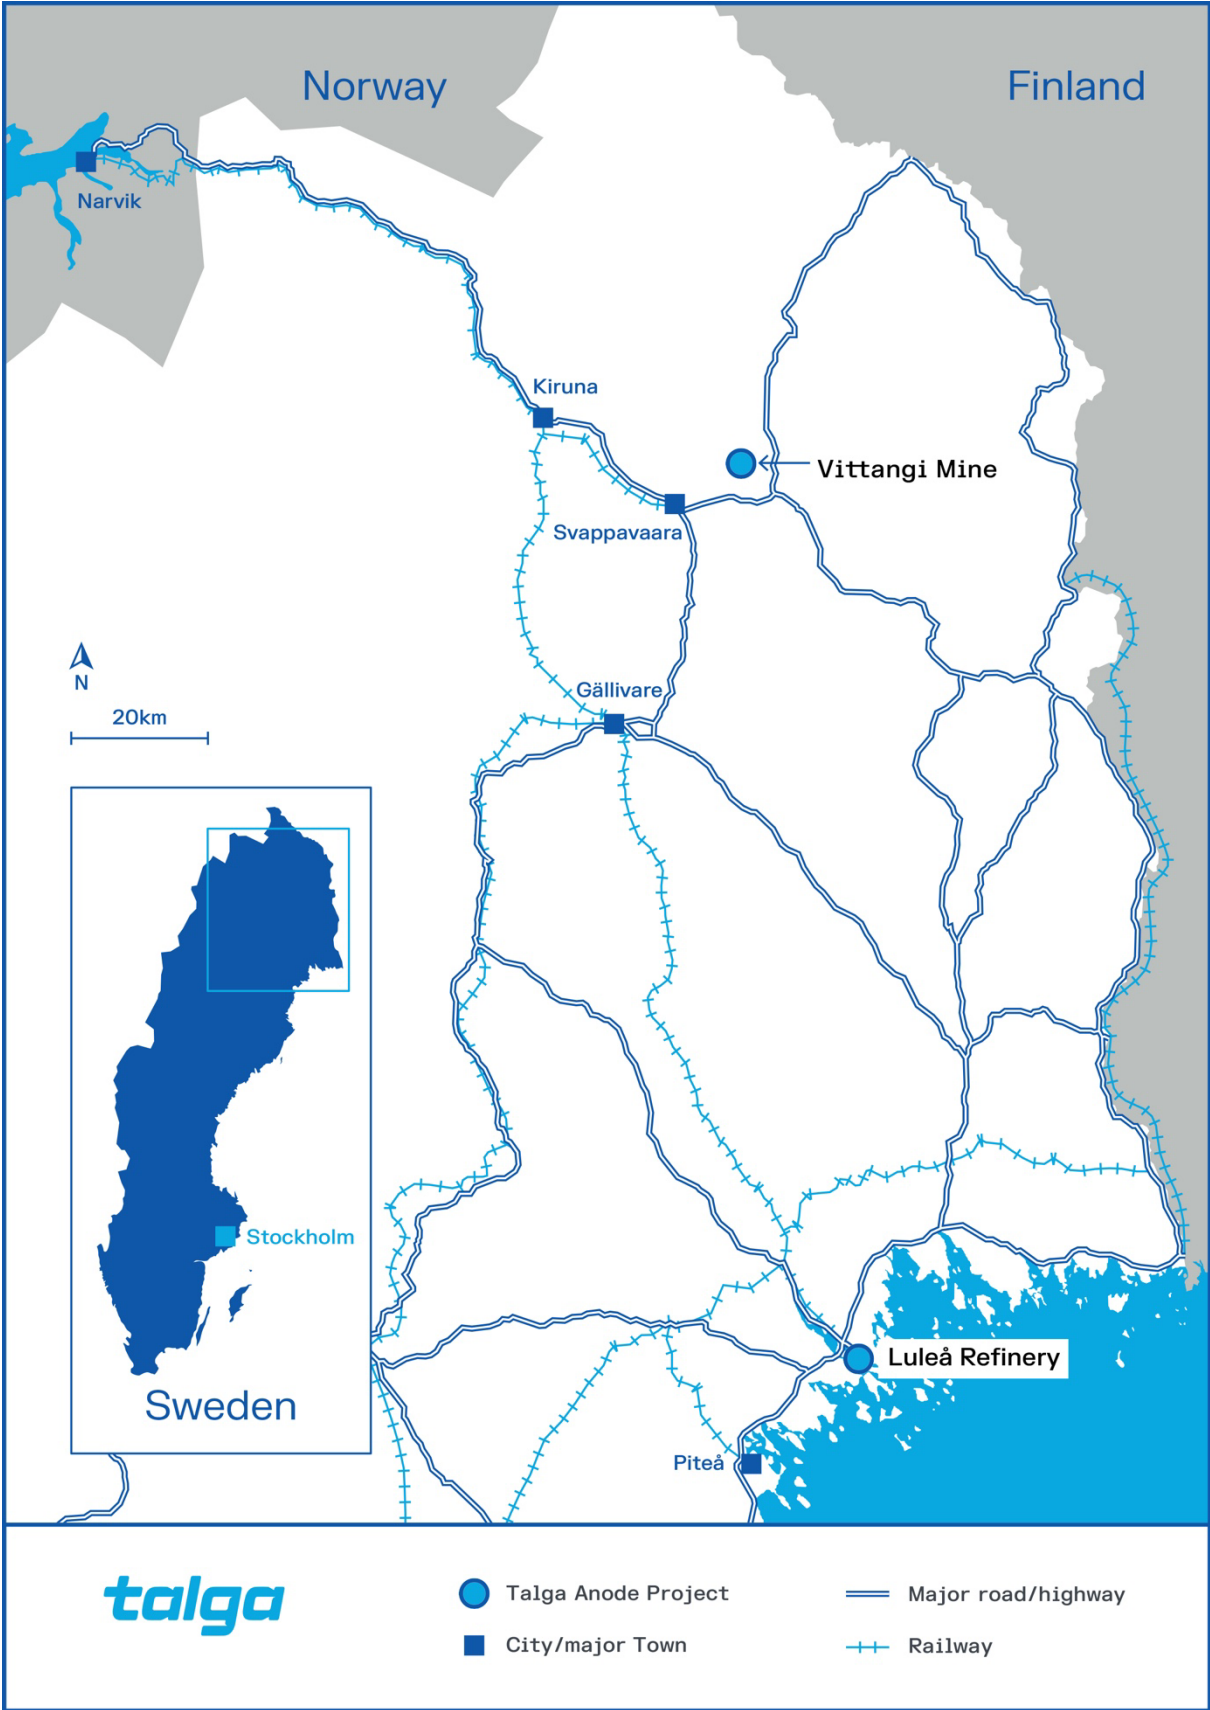 Norway
Finland
Narvik
Kiruna
Vittangi Mine
Svappavaara
N
Gällivare
20km
Stockholm
Luleå Refinery
Sweden
Piteå
talga
Talga Anode Project
Major road/highway
City/major Town
Railway